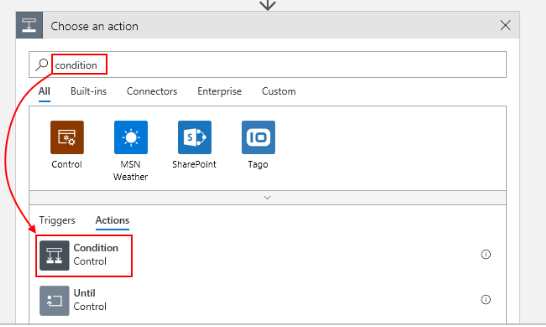 Choose an action
condition
All Built-ins Connectors Enterprise Custom
Control MSN Weather SharePoint Tago
Triggers Actions
Condition
Control
Until
Control